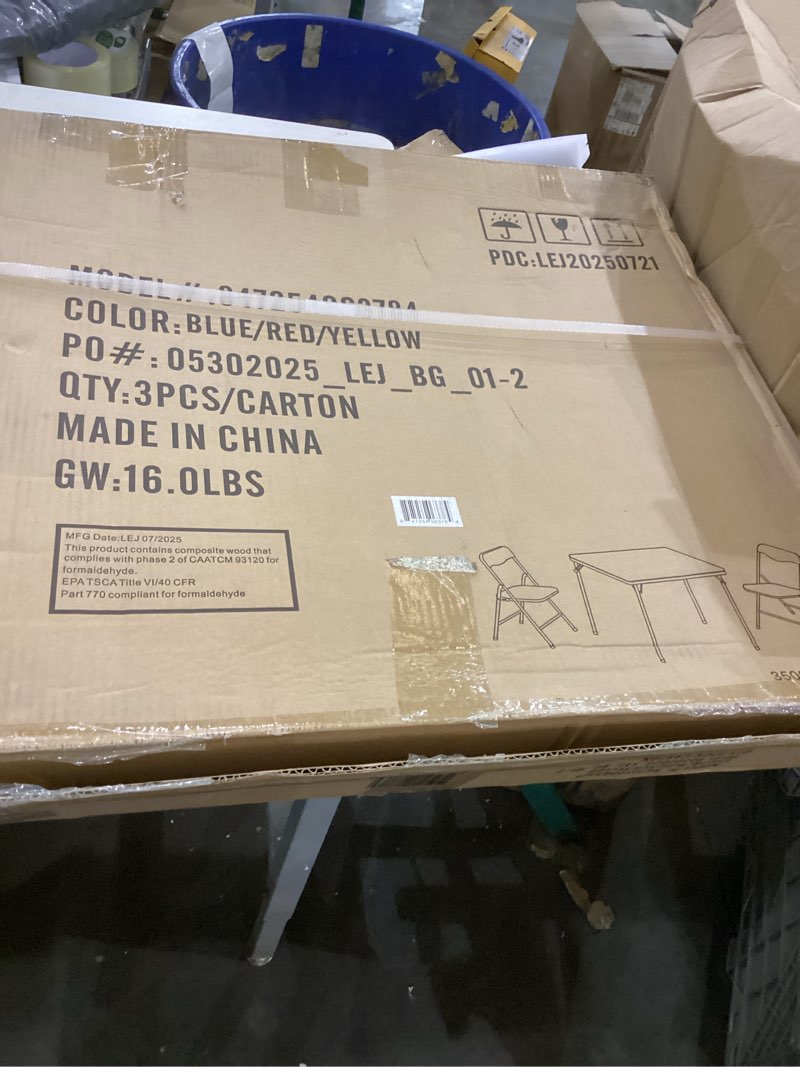 PDC:LEJ20250721
MODEL #:
COLOR:BLUE/RED/YELLOW
PO#:05302025_LEJ_BG_01-2
QTY:3PCS/CARTON
MADE IN CHINA
GW:16.0LBS
MFG Date:LEJ 07/2025
This product contains composite wood that
complies with phase 2 of CAATCM 93120 for
formaldehyde.
EPA TSCA Title VI/40 CFR
Part 770 compliant for formaldehyde